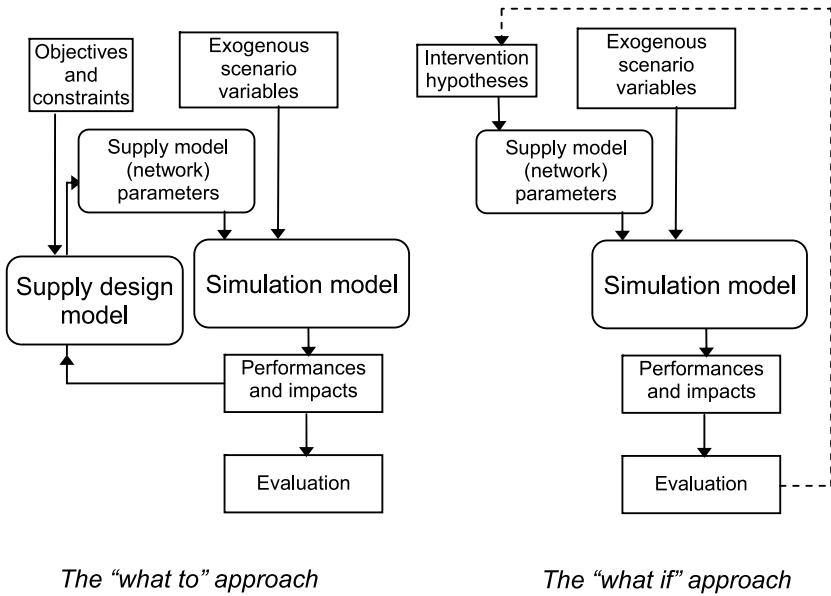 Objectives
and
constraints
Exogenous
scenario
variables
Supply model
(network)
parameters
Supply design
model
Simulation model
Performances
and impacts
Evaluation
The “what to” approach
Intervention
hypotheses
Exogenous
scenario
variables
Supply model
(network)
parameters
Simulation model
Performances
and impacts
Evaluation
The “what if” approach